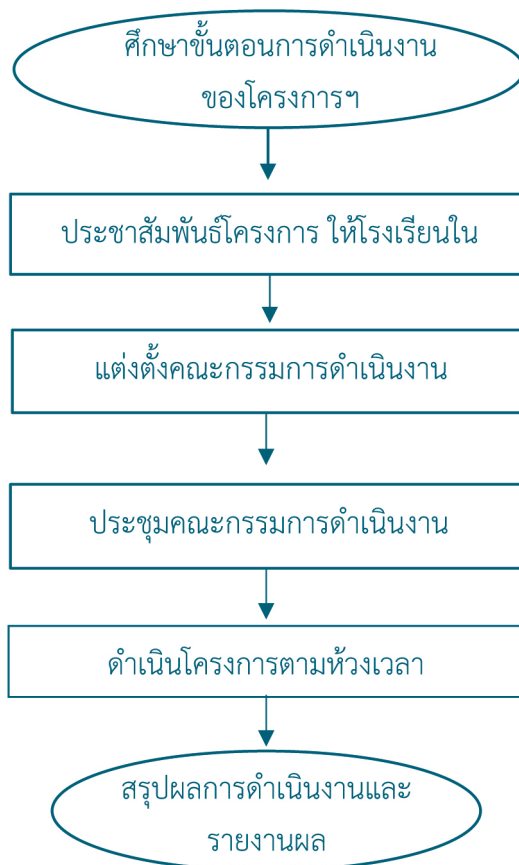 ศึกษาขั้นตอนการดำเนินงาน
ของโครงการฯ
ประชาสัมพันธ์โครงการ ให้โรงเรียนใน
แต่งตั้งคณะกรรมการดำเนินงาน
ประชุมคณะกรรมการดำเนินงาน
ดำเนินโครงการตามห้วงเวลา
สรุปผลการดำเนินงานและ
รายงานผล